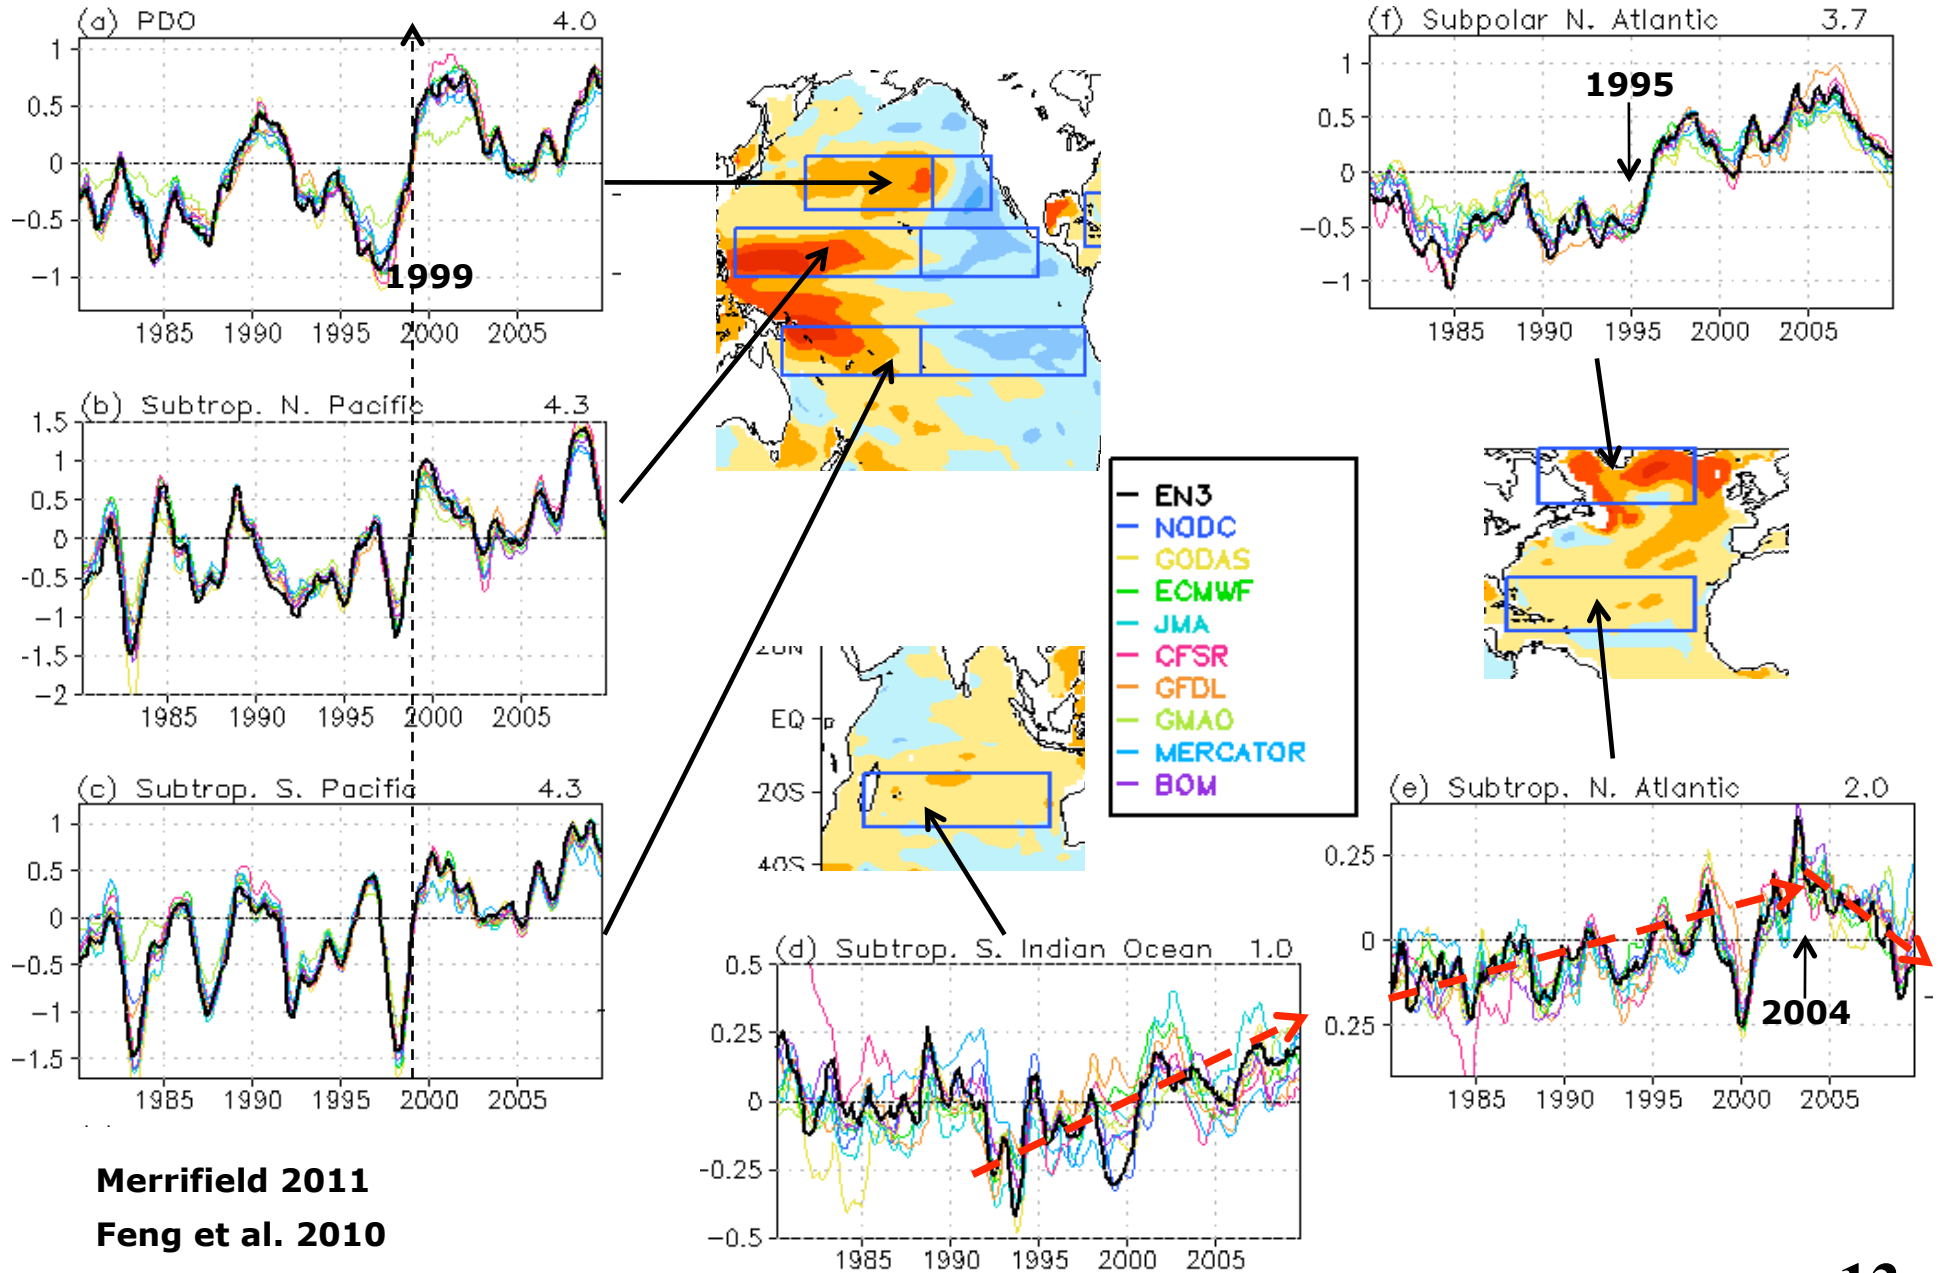 (a) PDO 4.0
1
0.5
0
−0.5
−1
1985 1990 1995 2000 2005
1999
(b) Subtrop. N. Pacific 4.3
1.5
1
0.5
0
−0.5
−1
−1.5
−2
1985 1990 1995 2000 2005
(c) Subtrop. S. Pacific 4.3
1
0.5
0
−0.5
−1
−1.5
1985 1990 1995 2000 2005
Merrifield 2011
Feng et al. 2010
EQ
20S
40S
EN3
NODC
GODAS
ECMWF
JMA
CFSR
GFDL
GMAO
MERCATOR
BOM
(d) Subtrop. S. Indian Ocean 1.0
0.5
0.25
0
−0.25
−0.5
1985 1990 1995 2000 2005
(f) Subpolar N. Atlantic 3.7
1
0.5
0
−0.5
−1
1995
1985 1990 1995 2000 2005
(e) Subtrop. N. Atlantic 2.0
0.25
0
0.25
2004
1985 1990 1995 2000 2005